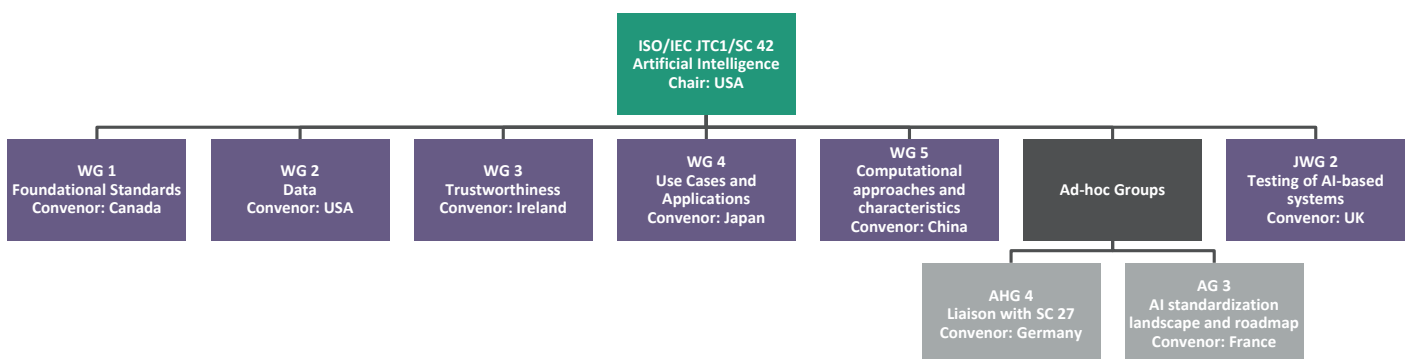 ISO/IEC JTC1/SC 42
Artificial Intelligence
Chair: USA
WG 1
Foundational Standards
Convenor: Canada
WG 2
Data
Convenor: USA
WG 3
Trustworthiness
Convenor: Ireland
WG 4
Use Cases and
Applications
Convenor: Japan
WG 5
Computational
approaches and
characteristics
Convenor: China
Ad-hoc Groups
JWG 2
Testing of AI-based
systems
Convenor: UK
AHG 4
Liaison with SC 27
Convenor: Germany
AG 3
AI standardization
landscape and roadmap
Convenor: France